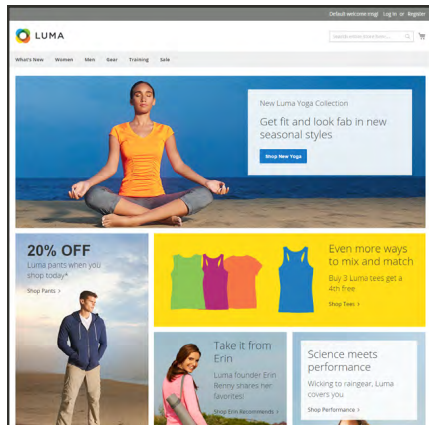 Default welcome msg! Log In or Register
LUMA
Search entire store here...
What's New Women Men Gear Training Sale
New Luma Yoga Collection
Get fit and look fab in new
seasonal styles
Shop New Yoga
20% OFF
Luma pants when you
shop today*
Shop Pants >
Even more ways
to mix and match
Buy 3 Luma tees get a
4th free
Shop Tees >
Take it from
Erin
Luma founder Erin
Renny shares her
favorites!
Shop Erin Recommends >
Science meets
performance
Wicking to raingear, Luma
covers you
Shop Performance >